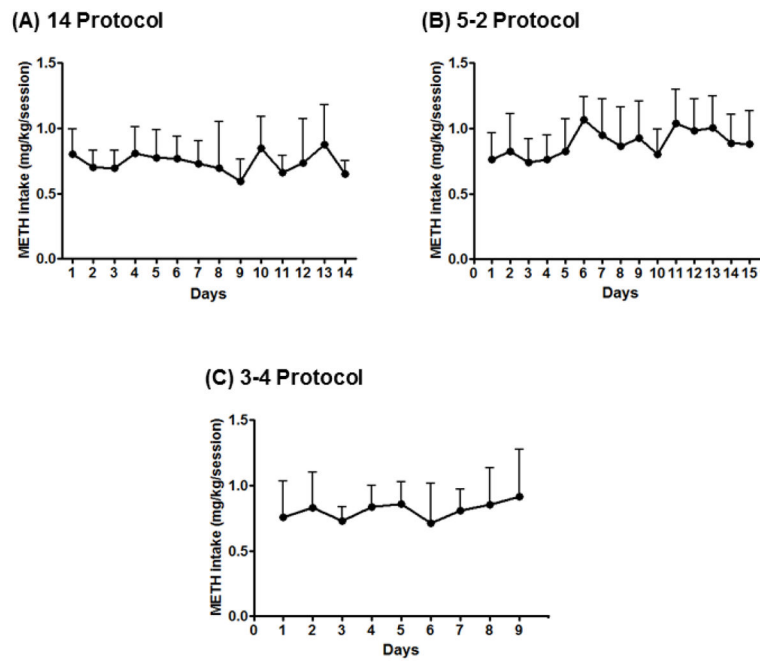 (A) 14 Protocol
METH intake (mg/kg/session)
1.5
1.0
0.5
0.0
1 2 3 4 5 6 7 8 9 10 11 12 13 14
Days
(B) 5-2 Protocol
METH intake (mg/kg/session)
1.5
1.0
0.5
0.0
0 1 2 3 4 5 6 7 8 9 10 11 12 13 14 15
Days
(C) 3-4 Protocol
METH intake (mg/kg/session)
1.5
1.0
0.5
0.0
0 1 2 3 4 5 6 7 8 9
Days